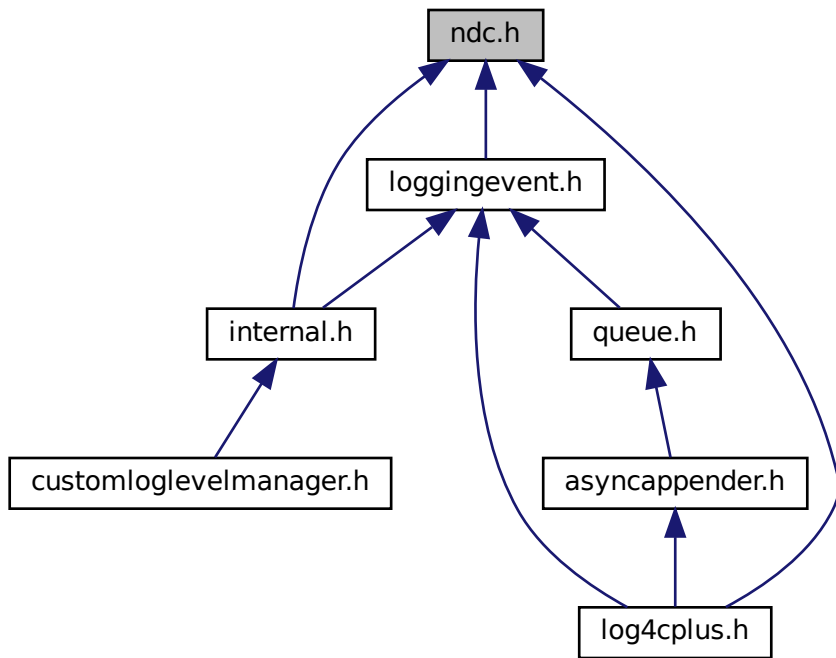 ndc.h
loggingevent.h
internal.h
queue.h
customloglevelmanager.h
asyncappender.h
log4cplus.h